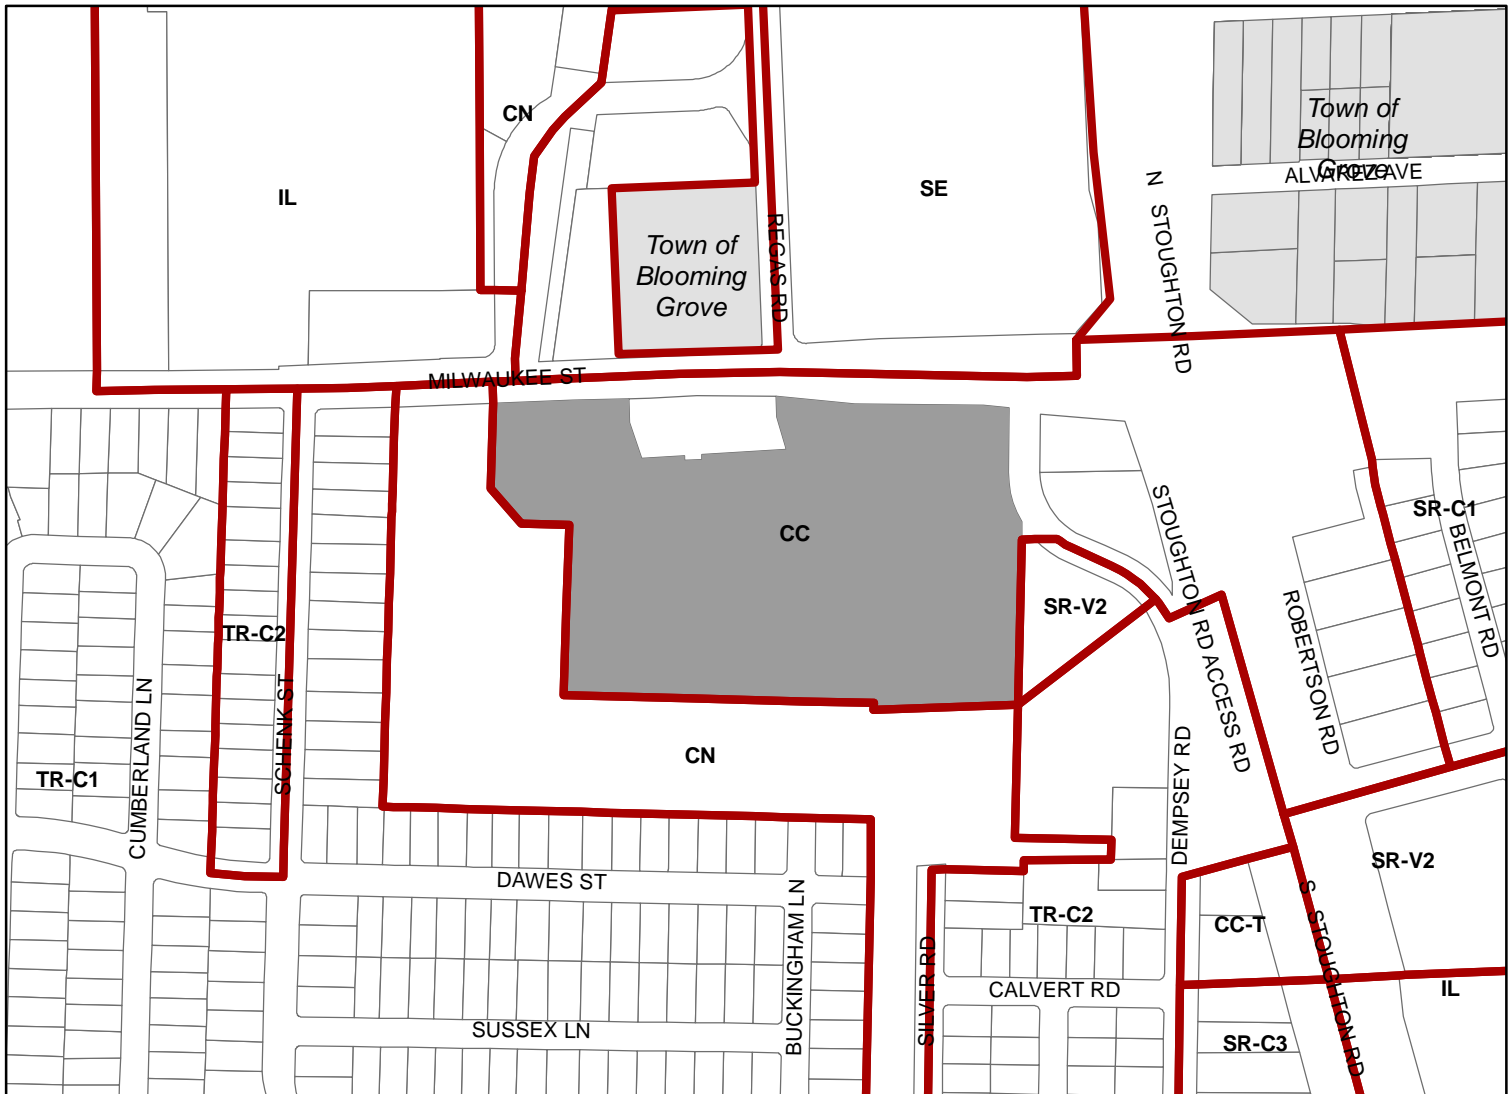 CN
Town of
Blooming
Grove
ALVAREZ AVE
IL
SE
N STOUGHTON RD
REGAS RD
Town of
Blooming
Grove
MILWAUKEE ST
CC
SR-C1
BELMONT RD
STOUGHTON RD ACCESS RD
SR-V2
ROBERTSON RD
TR-C2
SCHENK ST
CUMBERLAND LN
TR-C1
CN
DEMPSEY RD
SR-V2
DAWES ST
BUCKINGHAM LN
TR-C2
CC-T
S STOUGHTON RD
SILVER RD
CALVERT RD
IL
SUSSEX LN
SR-C3